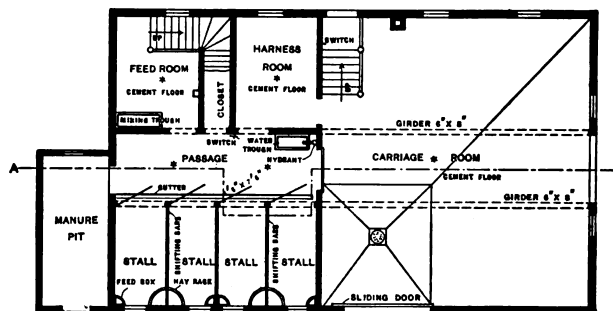 UP
FEED ROOM
CEMENT FLOOR
MIXING TROUGH
CLOSET
HARNESS
ROOM
CEMENT FLOOR
SWITCH
UP
GIRDER 6" X 8"
SWITCH
WATER
TROUGH
HYDRANT
A
PASSAGE
CARRIAGE ROOM
CEMENT FLOOR
GUTTER
GIRDER 6" X 8"
MANURE
PIT
SHIFTING BARS
SHIFTING BARS
STALL
STALL
STALL
STALL
FEED BOX
HAY RACK
SLIDING DOOR